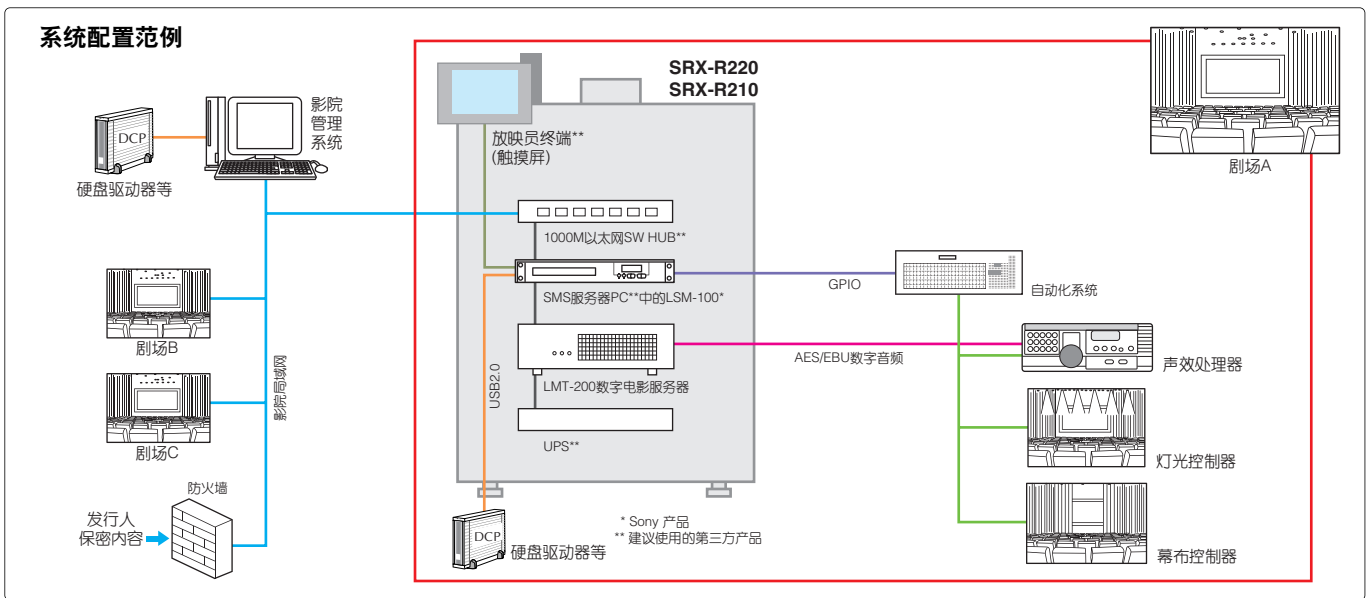 系统配置范例
SRX-R220
SRX-R210
DCP
影院
管理
系统
硬盘驱动器等
放映员终端**
(触摸屏)
剧场A
1000M以太网SW HUB**
SMS服务器PC**中的LSM-100*
GPIO
自动化系统
剧场B
AES/EBU数字音频
声效处理器
影院局域网
USB2.0
LMT-200数字电影服务器
剧场C
UPS**
灯光控制器
防火墙
发行人
保密内容
DCP
硬盘驱动器等
* Sony 产品
** 建议使用的第三方产品
幕布控制器